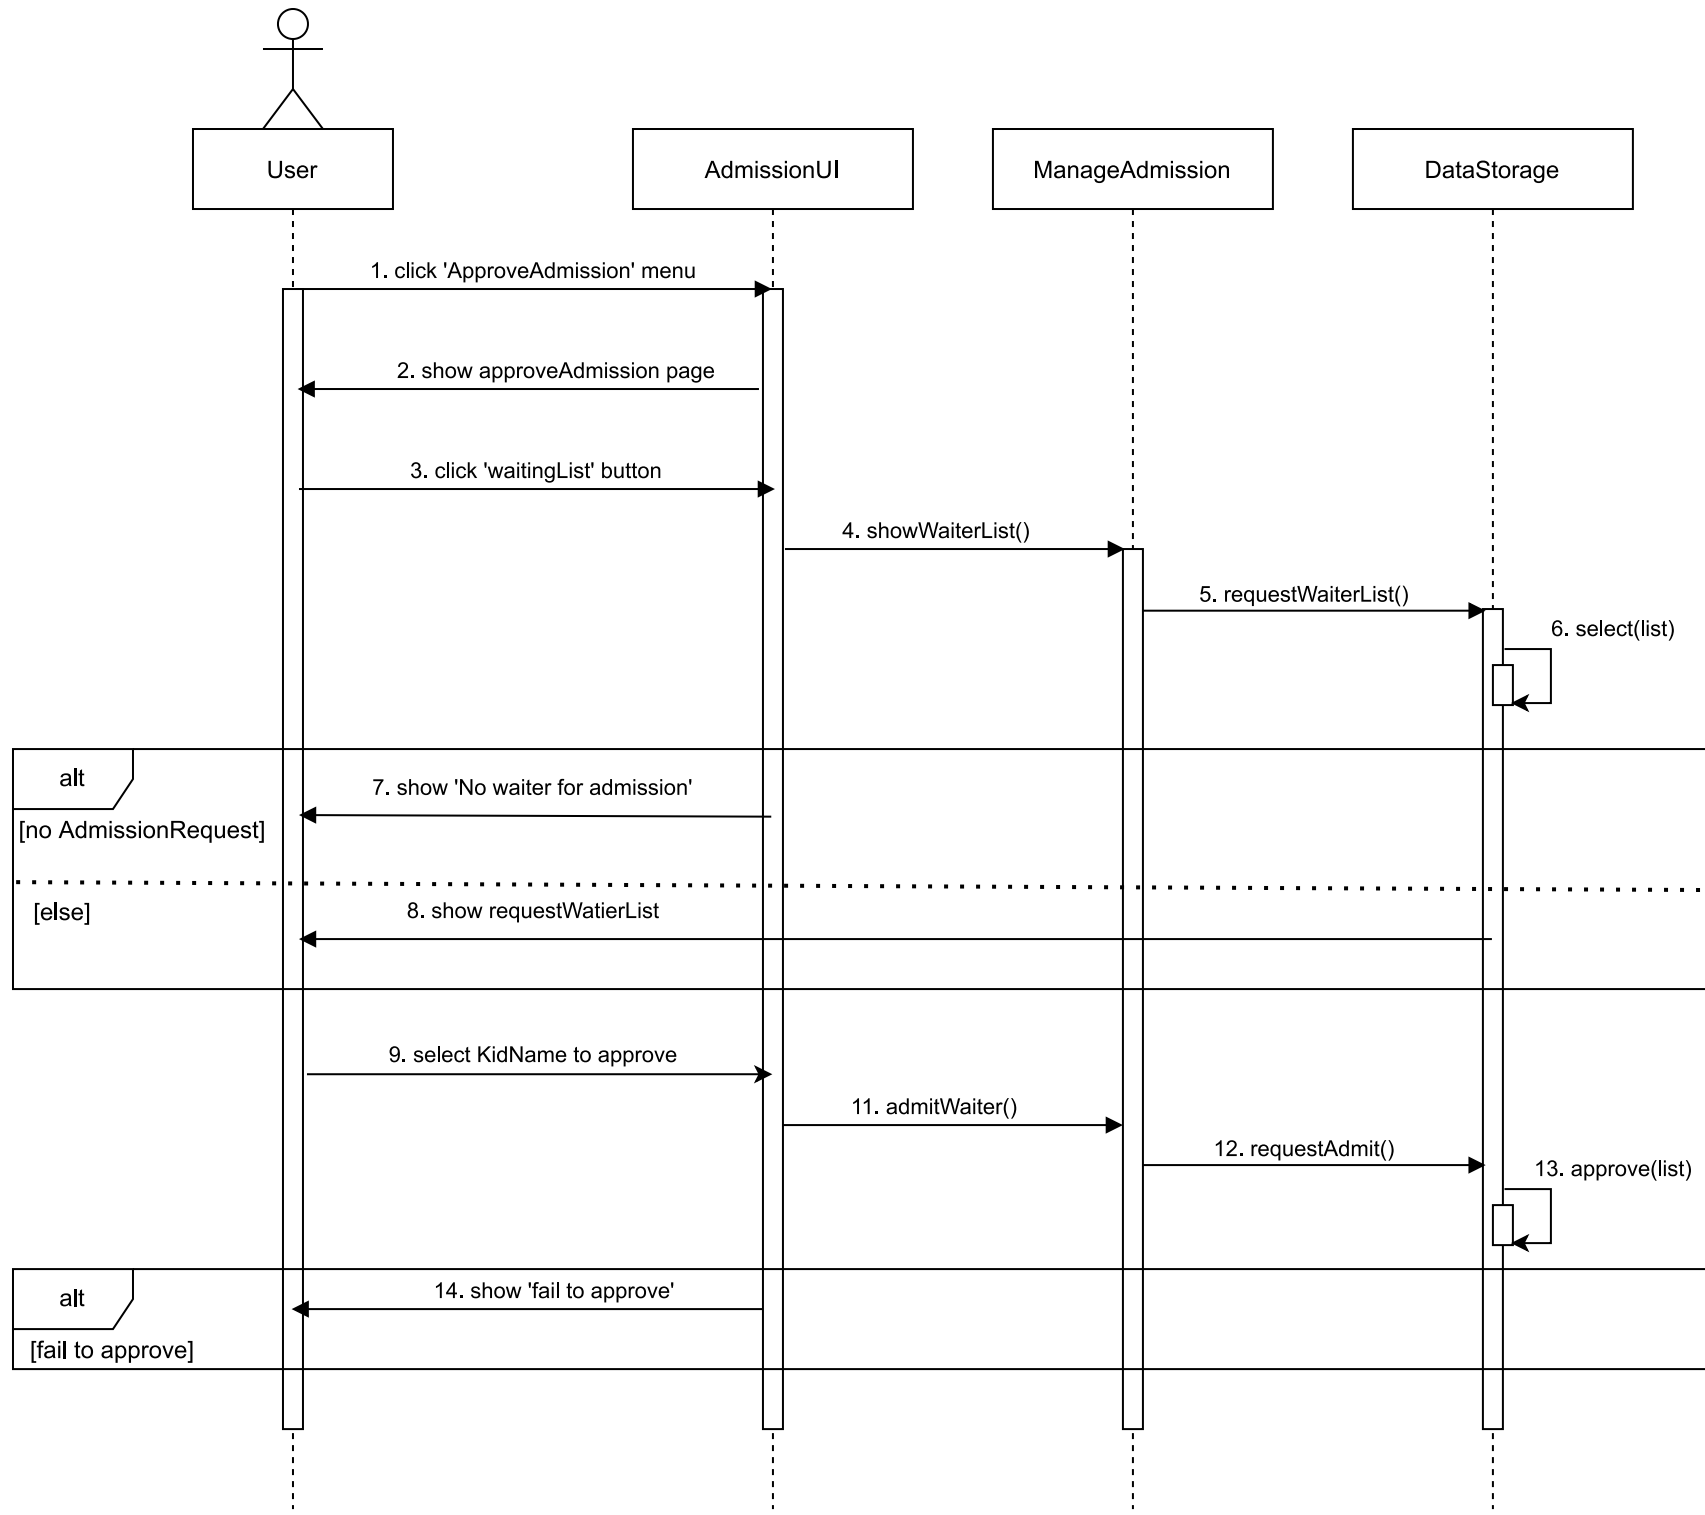 User
AdmissionUI
ManageAdmission
DataStorage
1. click 'ApproveAdmission' menu
2. show approveAdmission page
3. click 'waitingList' button
4. showWaiterList()
5. requestWaiterList()
6. select(list)
alt
7. show 'No waiter for admission'
[no AdmissionRequest]
[else]
8. show requestWatierList
9. select KidName to approve
11. admitWaiter()
12. requestAdmit()
13. approve(list)
alt
14. show 'fail to approve'
[fail to approve]